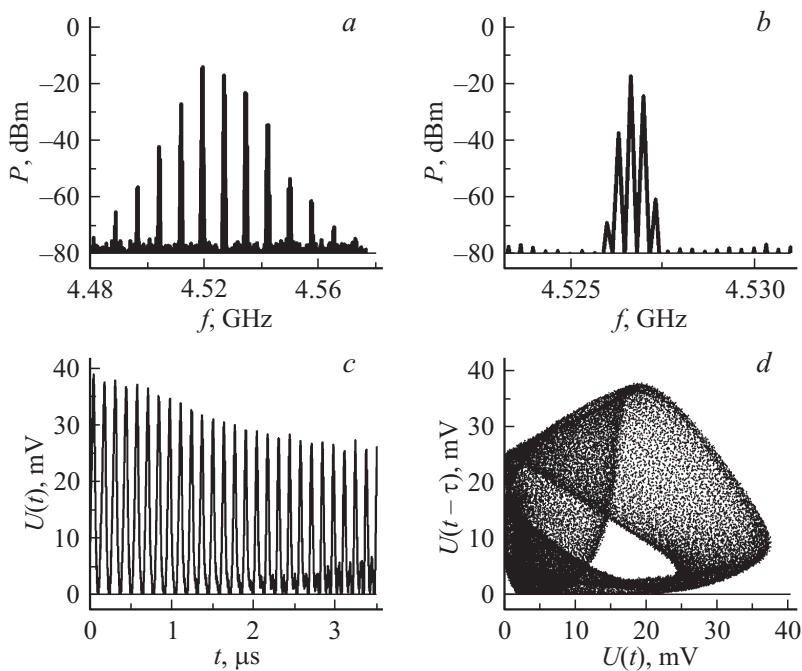 a
0
–20
–40
–60
–80
P, dBm
4.48
4.52
4.56
f, GHz
b
0
–20
–40
–60
–80
P, dBm
4.525
4.530
f, GHz
c
40
30
20
10
0
U(t), mV
0
1
2
3
t, μs
d
40
30
20
10
0
U(t – τ), mV
0
10
20
30
40
U(t), mV